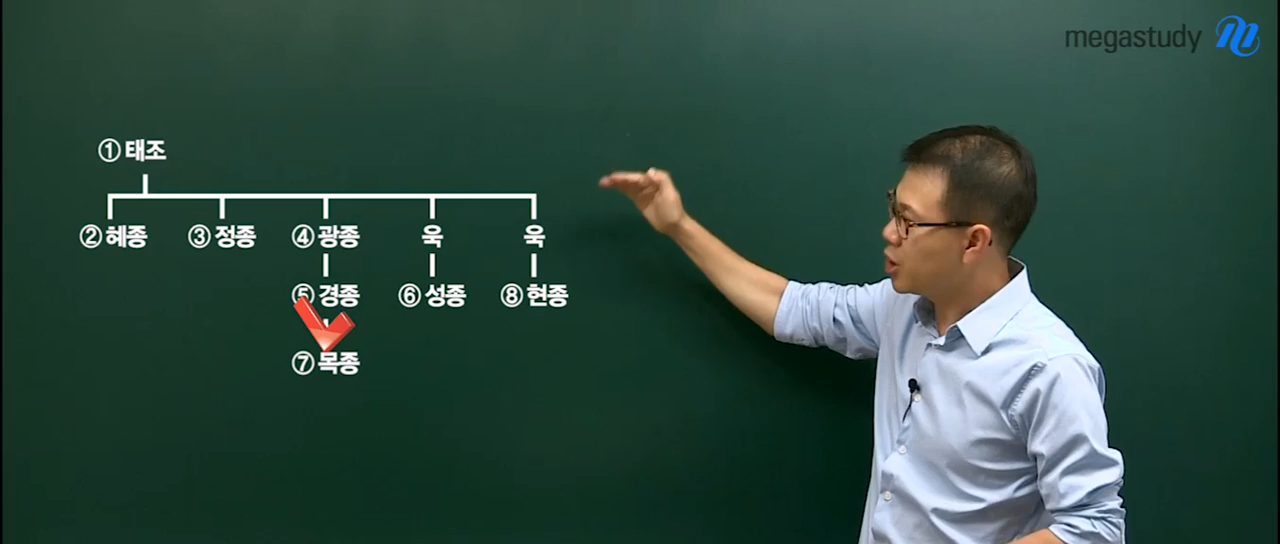 megastudy
① 태조
② 혜종 ③ 정종 ④ 광종 욱 욱
⑤ 경종 ⑥ 성종 ⑧ 현종
⑦ 목종